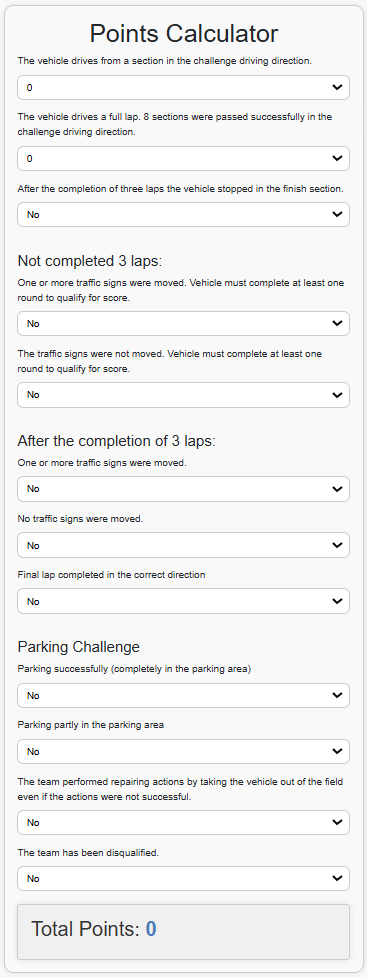 Points Calculator
The vehicle drives from a section in the challenge driving direction.
0
The vehicle drives a full lap. 8 sections were passed successfully in the
challenge driving direction.
0
After the completion of three laps the vehicle stopped in the finish section.
No
Not completed 3 laps:
One or more traffic signs were moved. Vehicle must complete at least one
round to qualify for score.
No
The traffic signs were not moved. Vehicle must complete at least one
round to qualify for score.
No
After the completion of 3 laps:
One or more traffic signs were moved.
No
No traffic signs were moved.
No
Final lap completed in the correct direction
No
Parking Challenge
Parking successfully (completely in the parking area)
No
Parking partly in the parking area
No
The team performed repairing actions by taking the vehicle out of the field
even if the actions were not successful.
No
The team has been disqualified.
No
Total Points: 0